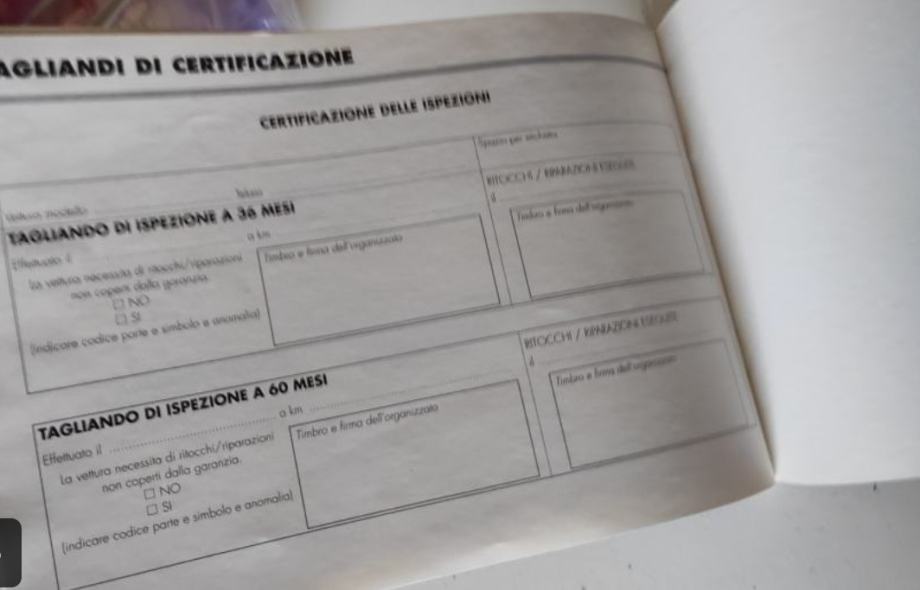 AGLIANDI DI CERTIFICAZIONE
CERTIFICAZIONE DELLE ISPEZIONI
Spazio per
Vettura modello
Telaio
TAGLIANDO DI ISPEZIONE A 36 MESI
Effettuato il
a km
La vettura necessita di ritocchi/riparazioni
non coperti dalla garanzia.
□ NO
□ SI
(indicare codice parte e simbolo e anomalia)
Timbro e firma dell'organizzato
RITOCCHI / RIPARAZIONI ESEGUITE
il
Timbro e firma dell'organizzato
TAGLIANDO DI ISPEZIONE A 60 MESI
Effettuato il
a km
La vettura necessita di ritocchi/riparazioni
non coperti dalla garanzia.
□ NO
□ SI
(indicare codice parte e simbolo e anomalia)
Timbro e firma dell'organizzato
RITOCCHI / RIPARAZIONI ESEGUITE
il
Timbro e firma dell'organizzato